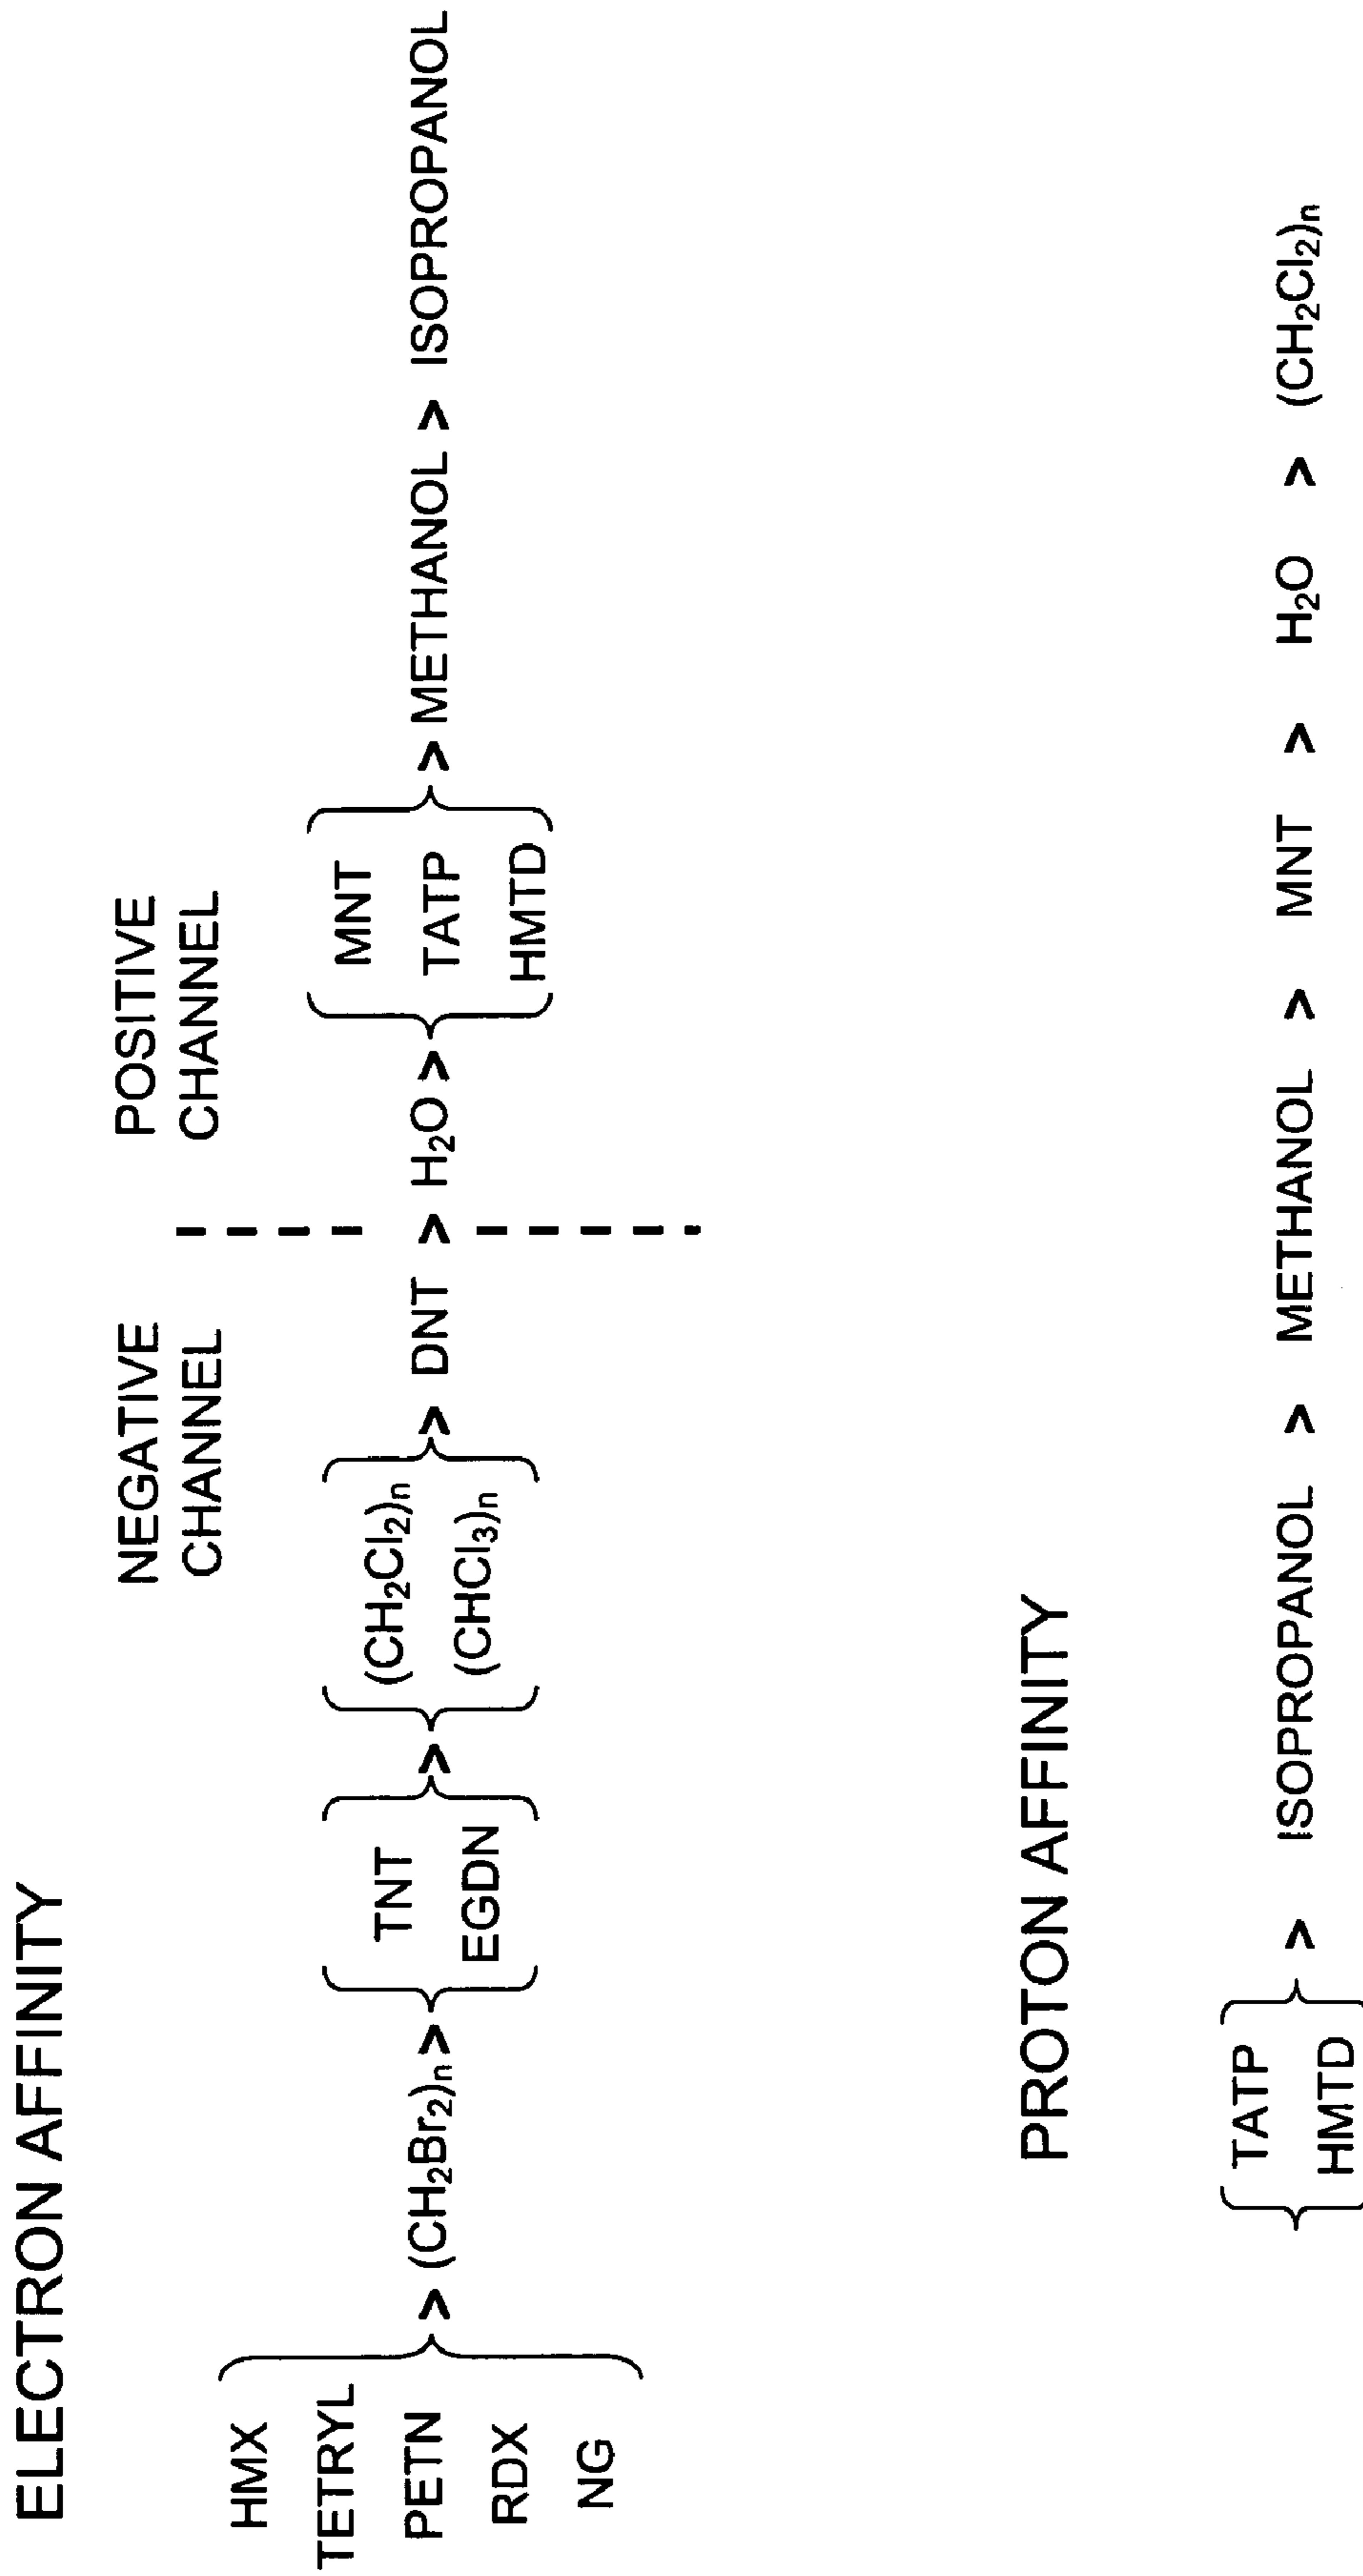 ELECTRON AFFINITY
NEGATIVE
CHANNEL
POSITIVE
CHANNEL
HMX
TETRYL
PETN
RDX
NG
> (CH₂Br₂)ₙ >
TNT
EGDN
>
(CH₂Cl₂)ₙ
(CHCl₃)ₙ
> DNT > H₂O >
MNT
TATP
HMTD
> METHANOL > ISOPROPANOL
PROTON AFFINITY
TATP
HMTD
> ISOPROPANOL > METHANOL > MNT > H₂O > (CH₂Cl₂)ₙ